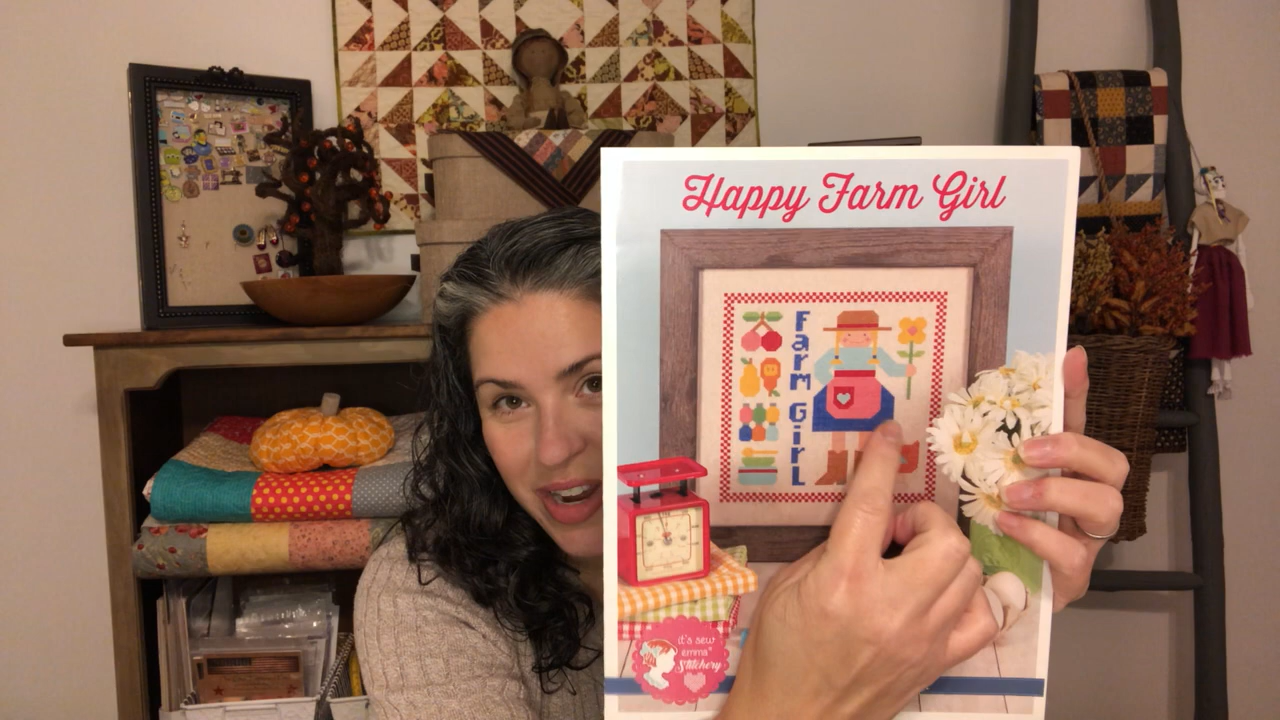 Happy Farm Girl
Farm Girl
it's sew
emma®
Stitchery